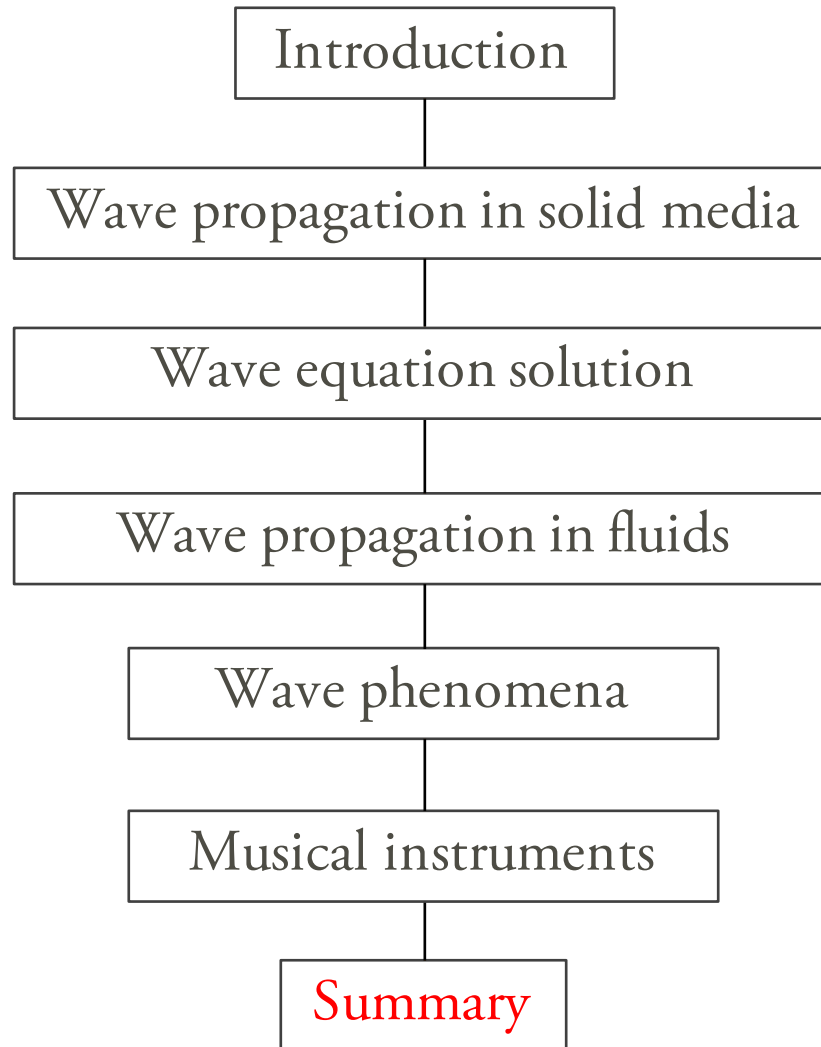 Introduction
Wave propagation in solid media
Wave equation solution
Wave propagation in fluids
Wave phenomena
Musical instruments
Summary